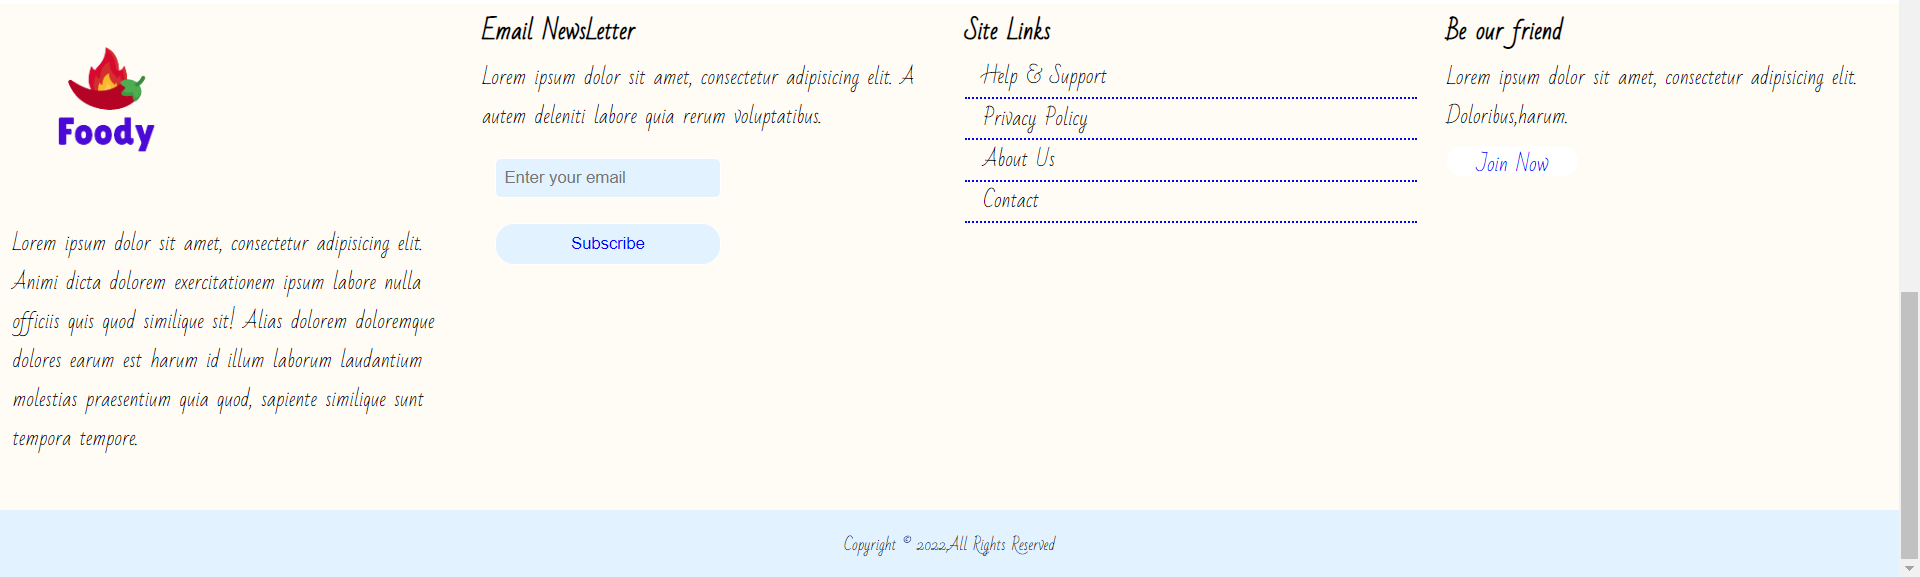 Foody
Lorem ipsum dolor sit amet, consectetur adipisicing elit.
Animi dicta dolorem exercitationem ipsum labore nulla
officiis quis quod similique sit! Alias dolorem doloremque
dolores earum est harum id illum laborum laudantium
molestias praesentium quia quod, sapiente similique sunt
tempora tempore.
Email NewsLetter
Lorem ipsum dolor sit amet, consectetur adipisicing elit. A
autem deleniti labore quia rerum voluptatibus.
Enter your email
Subscribe
Site Links
Help & Support
Privacy Policy
About Us
Contact
Be our friend
Lorem ipsum dolor sit amet, consectetur adipisicing elit.
Doloribus,harum.
Join Now
Copyright © 2022,All Rights Reserved